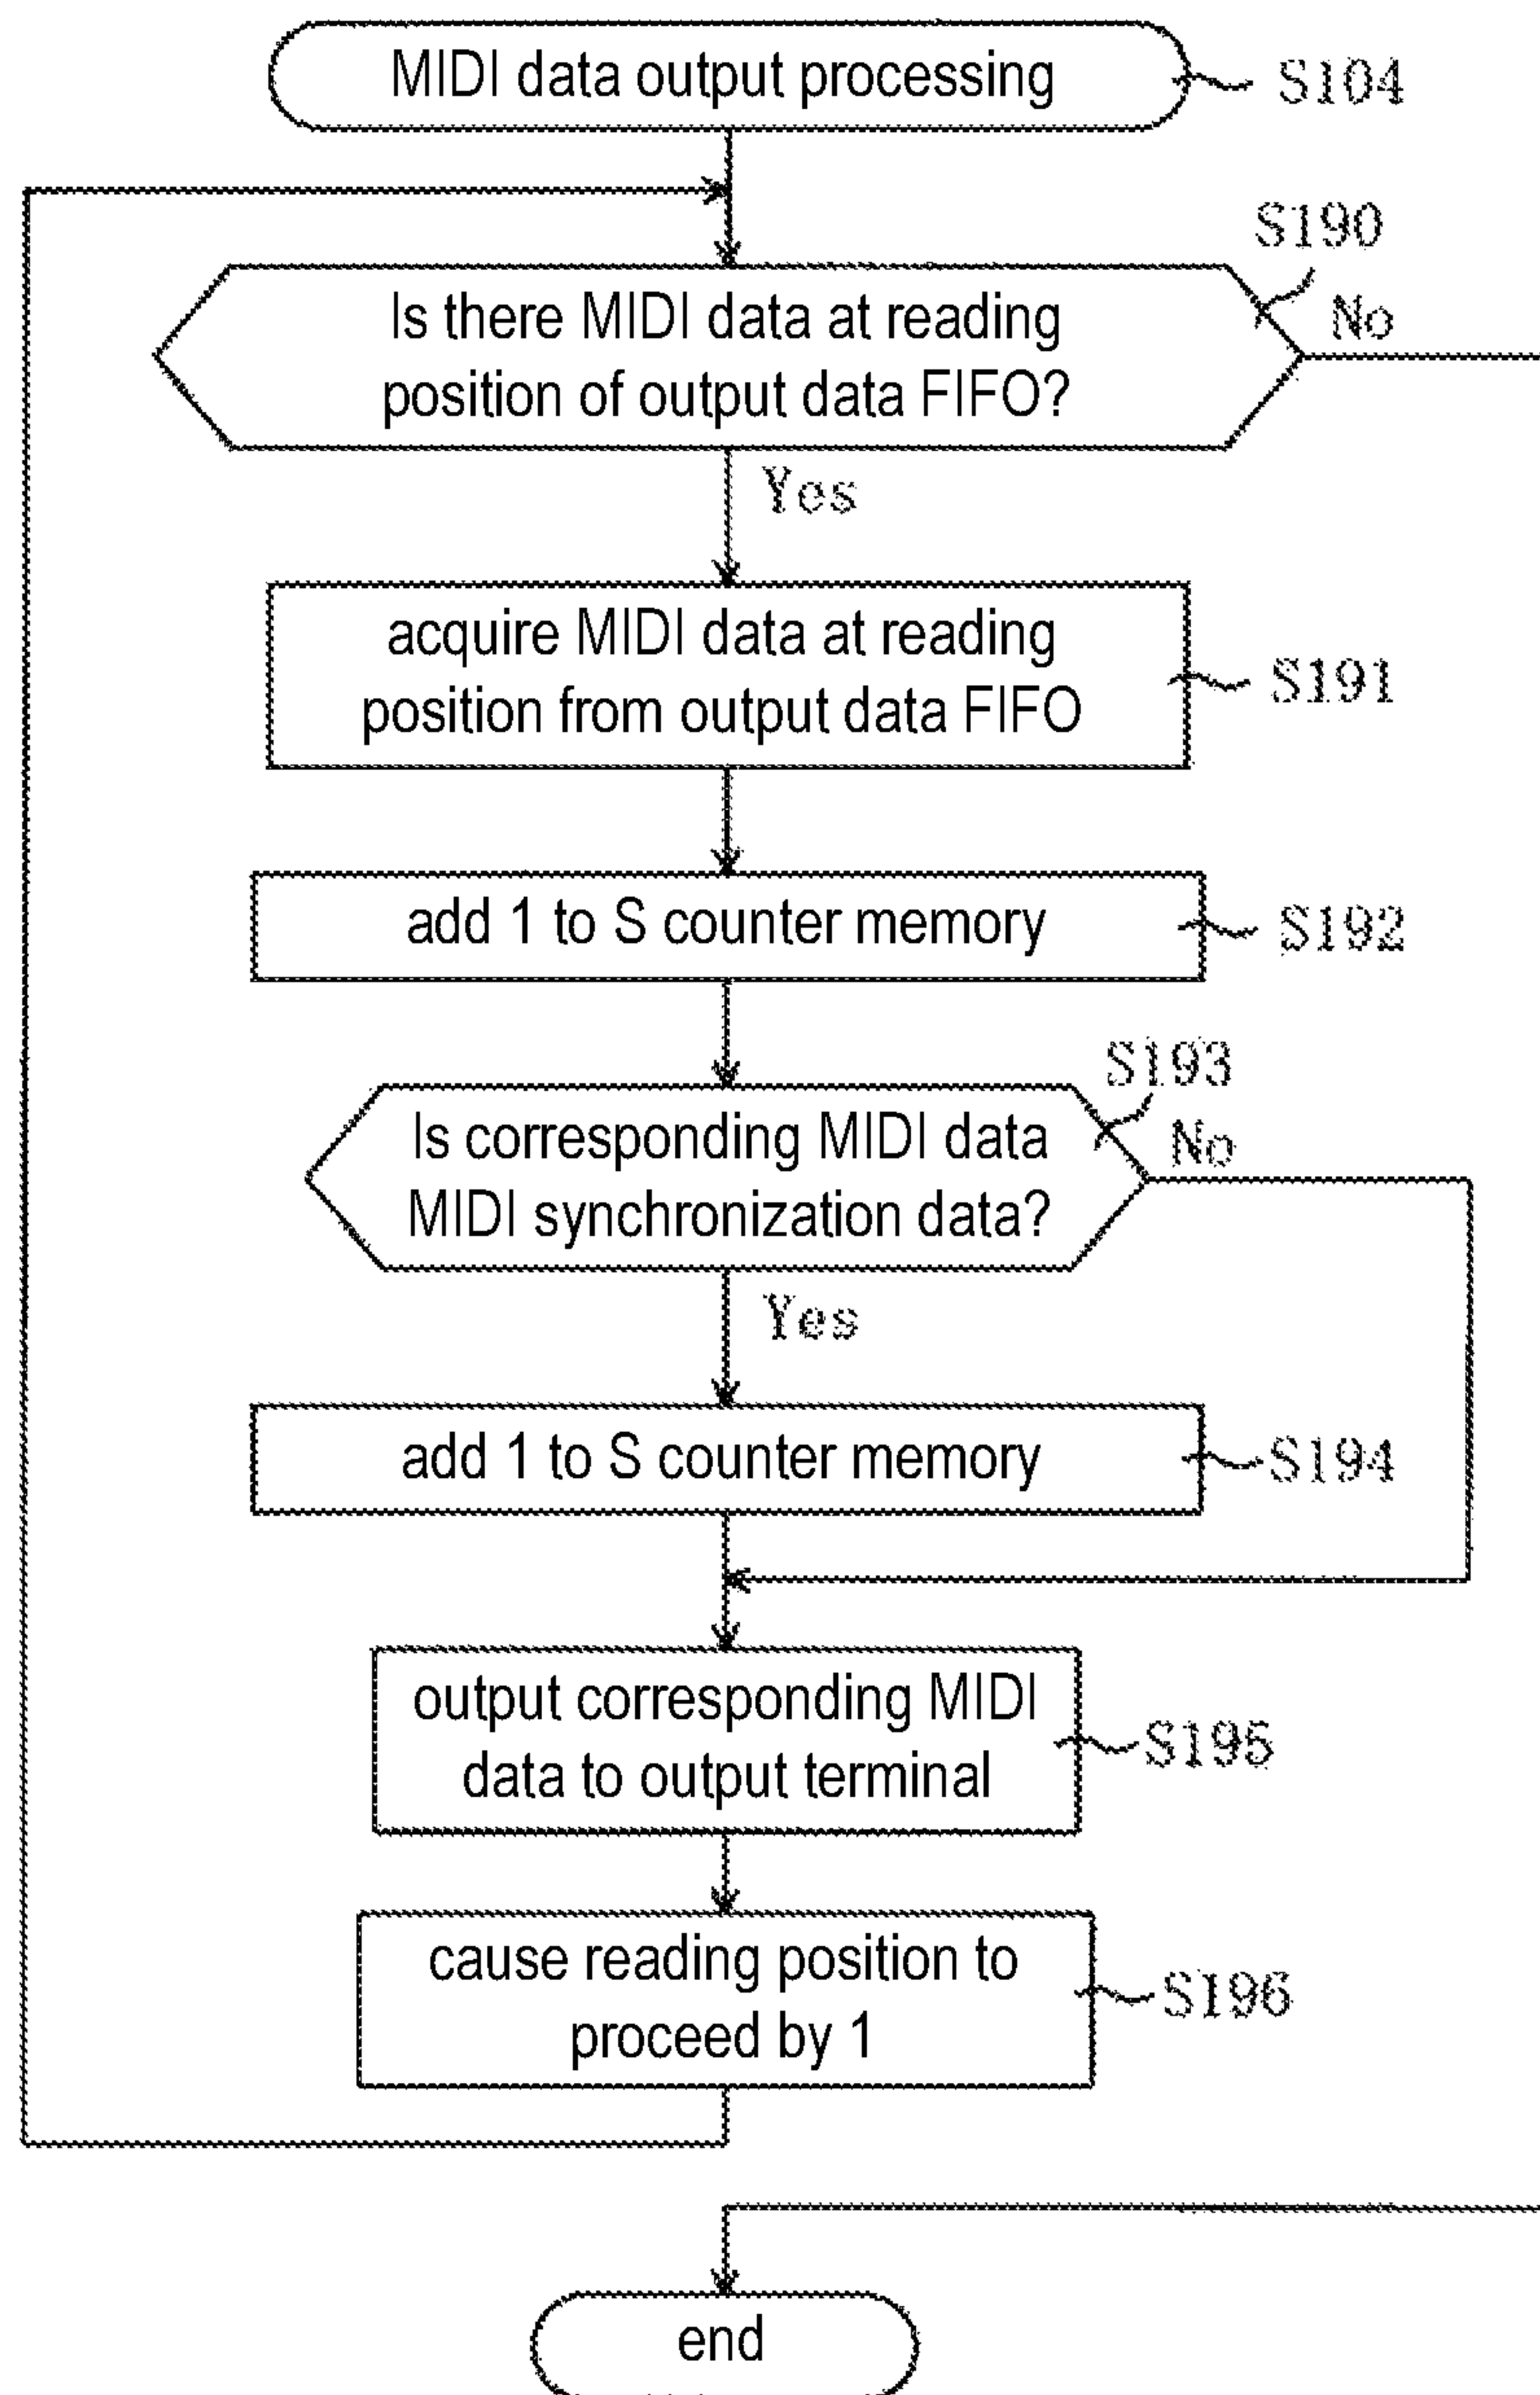 MIDI data output processing
S104
S190
Is there MIDI data at reading
No
position of output data FIFO?
Yes
acquire MIDI data at reading
position from output data FIFO
S191
add 1 to S counter memory
S192
S193
Is corresponding MIDI data
No
MIDI synchronization data?
Yes
add 1 to S counter memory
S194
output corresponding MIDI
data to output terminal
S195
cause reading position to
proceed by 1
S196
end